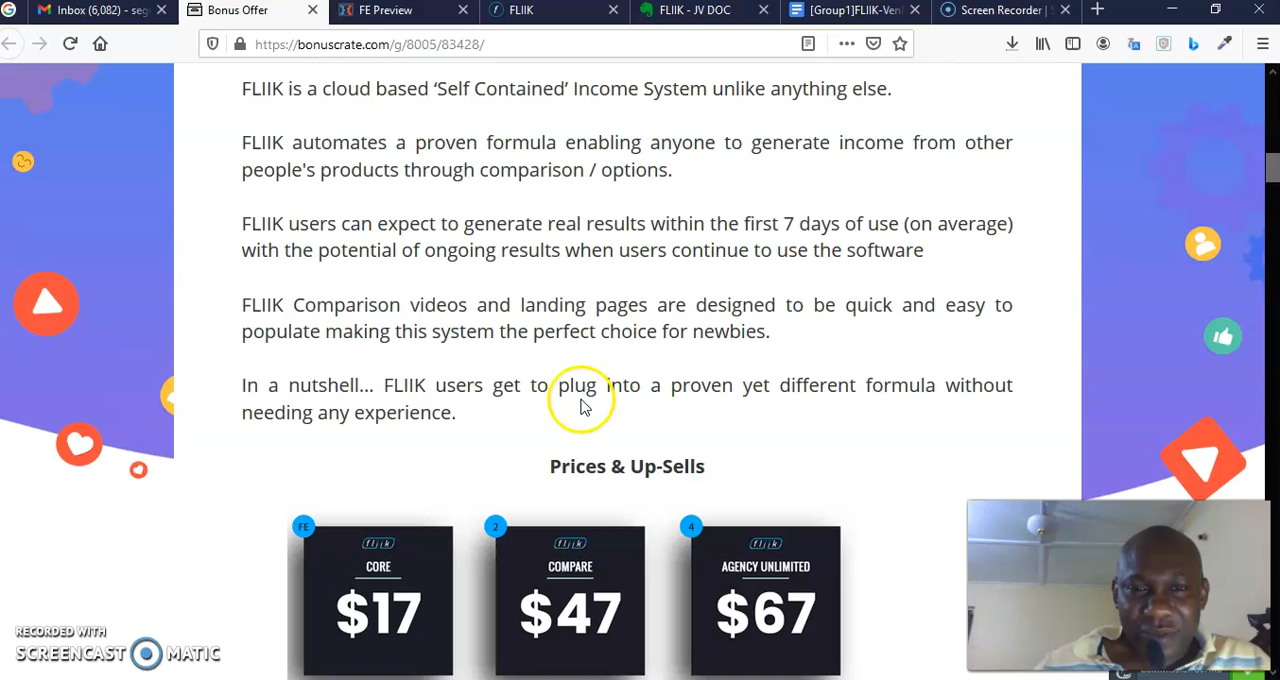 Inbox (6,082) - seg
Bonus Offer
FE Preview
FLIIK
FLIIK - JV DOC
[Group1]FLIIK-Ven
Screen Recorder | S
https://bonuscrate.com/g/8005/83428/
FLIIK is a cloud based ‘Self Contained’ Income System unlike anything else.
FLIIK automates a proven formula enabling anyone to generate income from other
people's products through comparison / options.
FLIIK users can expect to generate real results within the first 7 days of use (on average)
with the potential of ongoing results when users continue to use the software
FLIIK Comparison videos and landing pages are designed to be quick and easy to
populate making this system the perfect choice for newbies.
In a nutshell... FLIIK users get to plug into a proven yet different formula without
needing any experience.
Prices & Up-Sells
FE
fliik
CORE
$17
2
fliik
COMPARE
$47
4
fliik
AGENCY UNLIMITED
$67
RECORDED WITH
SCREENCAST MATIC